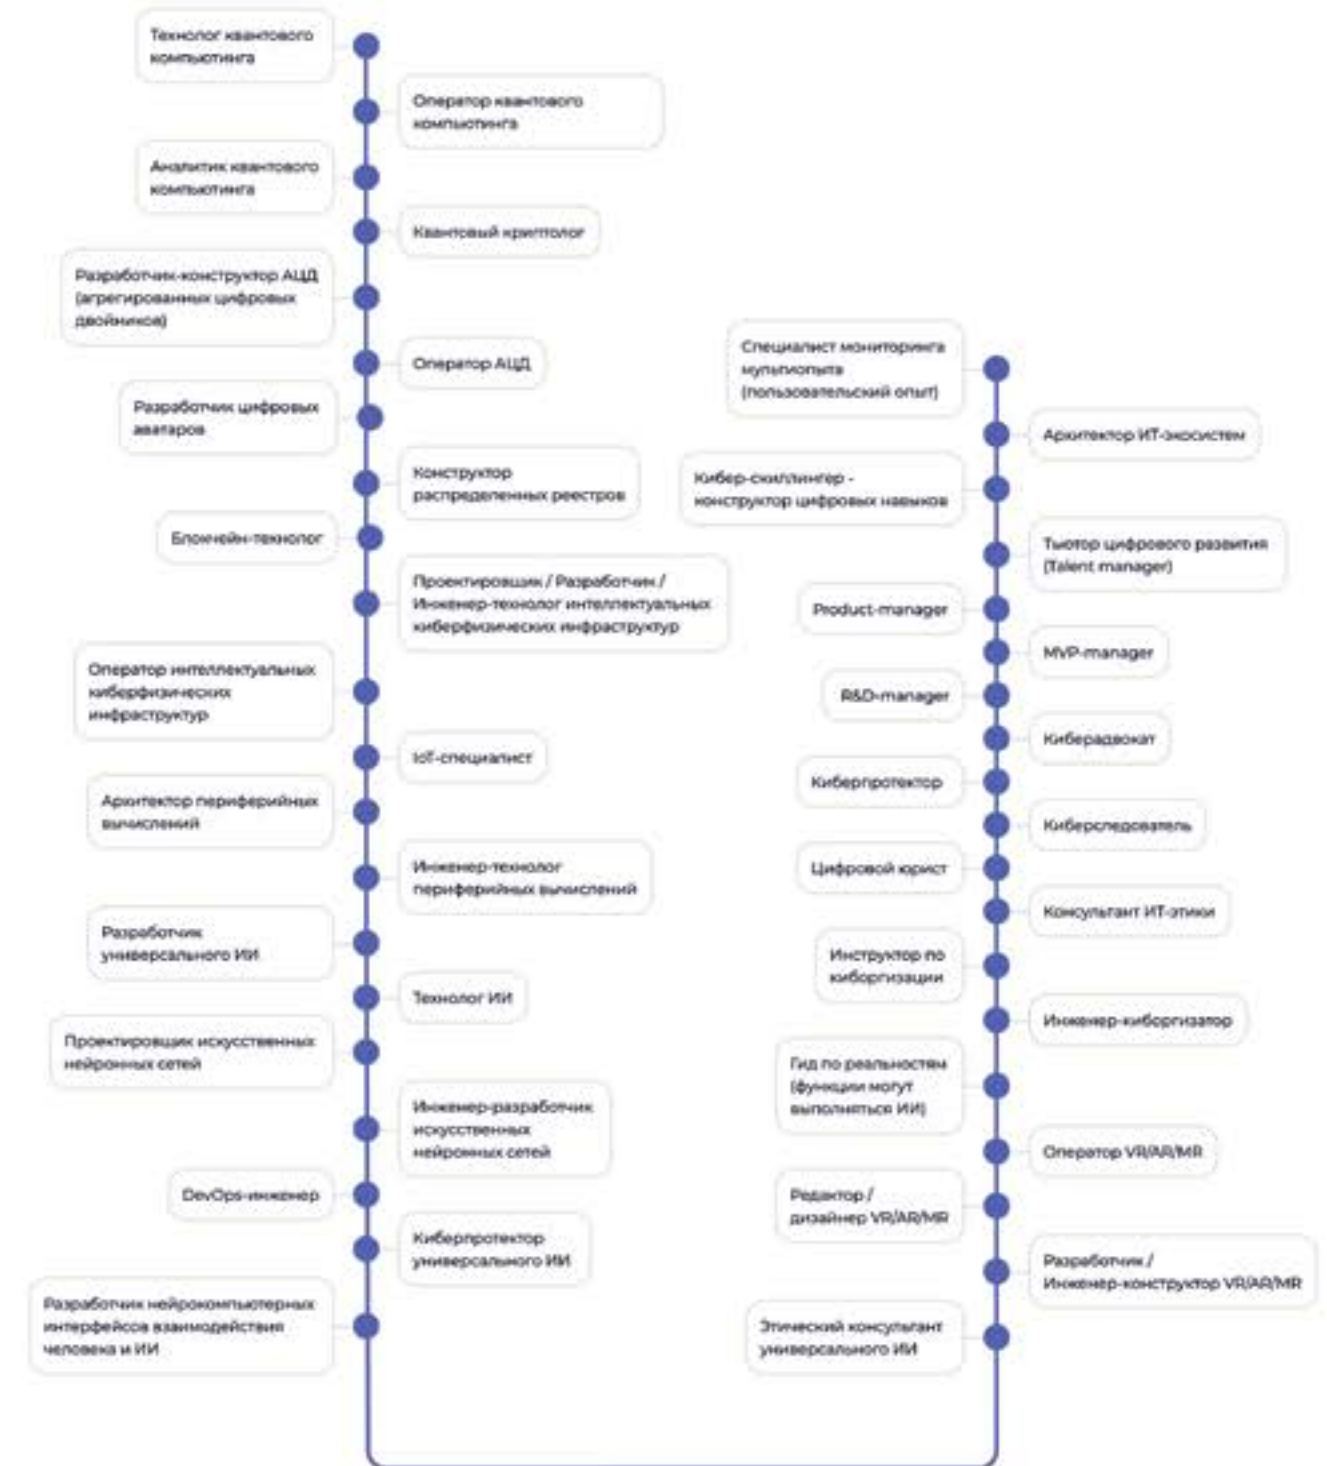 Технолог квантового
компьютинга
Оператор квантового
компьютинга
Аналитик квантового
компьютинга
Квантовый криптолог
Разработчик-конструктор АЦД
(агрегированных цифровых
двойников)
Оператор АЦД
Разработчик цифровых
аватаров
Конструктор
распределенных реестров
Блокчейн-технолог
Проектировщик / Разработчик /
Инженер-технолог интеллектуальных
киберфизических инфраструктур
Оператор интеллектуальных
киберфизических
инфраструктур
IoT-специалист
Архитектор периферийных
вычислений
Инженер-технолог
периферийных вычислений
Разработчик
универсального ИИ
Технолог ИИ
Проектировщик искусственных
нейронных сетей
Инженер-разработчик
искусственных
нейронных сетей
DevOps-инженер
Киберпротектор
универсального ИИ
Разработчик нейрокомпьютерных
интерфейсов взаимодействия
человека и ИИ
Специалист мониторинга
мультиопыта
(пользовательский опыт)
Архитектор ИТ-экосистем
Кибер-скиллингер -
конструктор цифровых навыков
Тьютор цифрового развития
(Talent manager)
Product-manager
MVP-manager
R&D-manager
Киберадвокат
Киберпротектор
Киберследователь
Цифровой юрист
Консультант ИТ-этики
Инструктор по
киборгизации
Инженер-киборгизатор
Гид по реальностям
(функции могут
выполняться ИИ)
Оператор VR/AR/MR
Редактор /
дизайнер VR/AR/MR
Разработчик /
Инженер-конструктор VR/AR/MR
Этический консультант
универсального ИИ